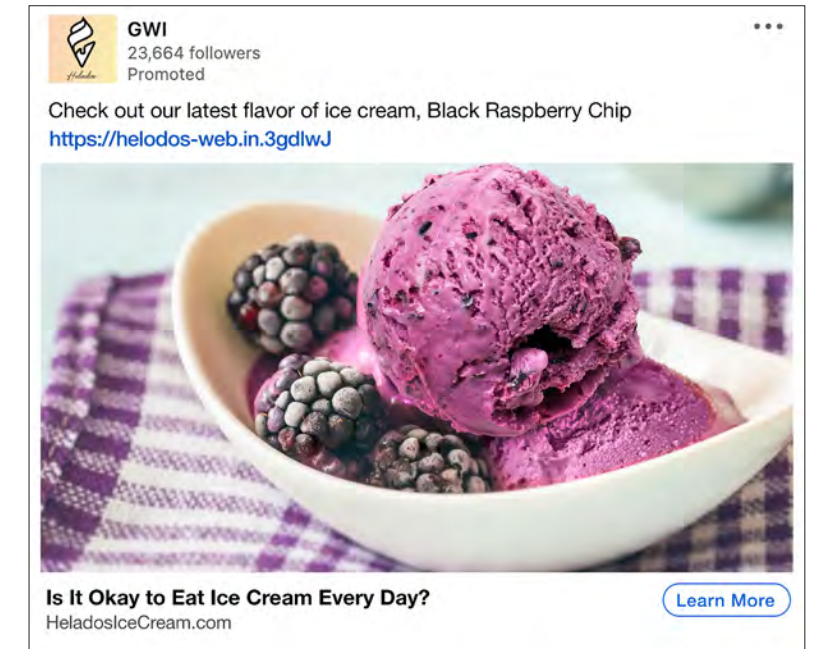 GWI
23,664 followers
Helados
Promoted
Check out our latest flavor of ice cream, Black Raspberry Chip
https://helodos-web.in.3gdlwJ
Is It Okay to Eat Ice Cream Every Day?
Learn More
HeladosIceCream.com